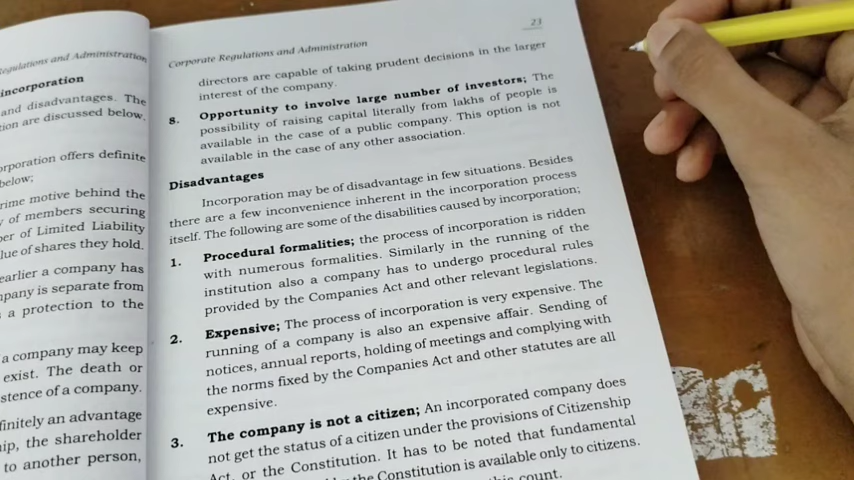 egulations and Administration
incorporation
and disadvantages. The
tion are discussed below.
orporation offers definite
below;
rime motive behind the
y of members securing
er of Limited Liability
lue of shares they hold.
earlier a company has
mpany is separate from
s a protection to the
a company may keep
exist. The death or
istence of a company.
finitely an advantage
ip, the shareholder
to another person,
23
Corporate Regulations and Administration
directors are capable of taking prudent decisions in the larger
interest of the company.
8. Opportunity to involve large number of investors; The
possibility of raising capital literally from lakhs of people is
available in the case of a public company. This option is not
available in the case of any other association.
Disadvantages
Incorporation may be of disadvantage in few situations. Besides
there are a few inconvenience inherent in the incorporation process
itself. The following are some of the disabilities caused by incorporation;
1. Procedural formalities; the process of incorporation is ridden
with numerous formalities. Similarly in the running of the
institution also a company has to undergo procedural rules
provided by the Companies Act and other relevant legislations.
2. Expensive; The process of incorporation is very expensive. The
running of a company is also an expensive affair. Sending of
notices, annual reports, holding of meetings and complying with
the norms fixed by the Companies Act and other statutes are all
expensive.
3. The company is not a citizen; An incorporated company does
not get the status of a citizen under the provisions of Citizenship
Act, or the Constitution. It has to be noted that fundamental
the Constitution is available only to citizens.
this count.